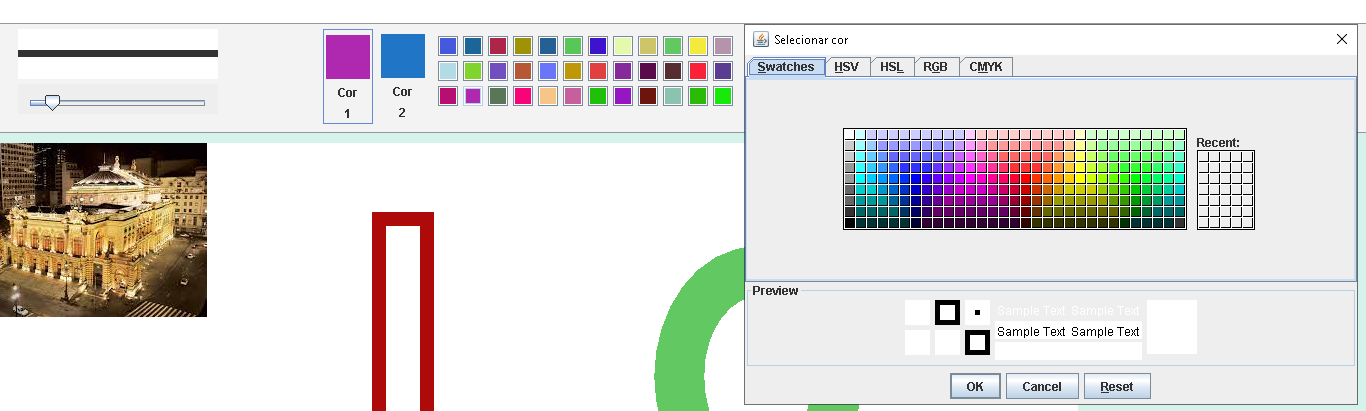 Cor
1
Cor
2
Selecionar cor
Swatches HSV HSL RGB CMYK
Recent:
Preview
Sample Text Sample Text
Sample Text Sample Text
OK Cancel Reset